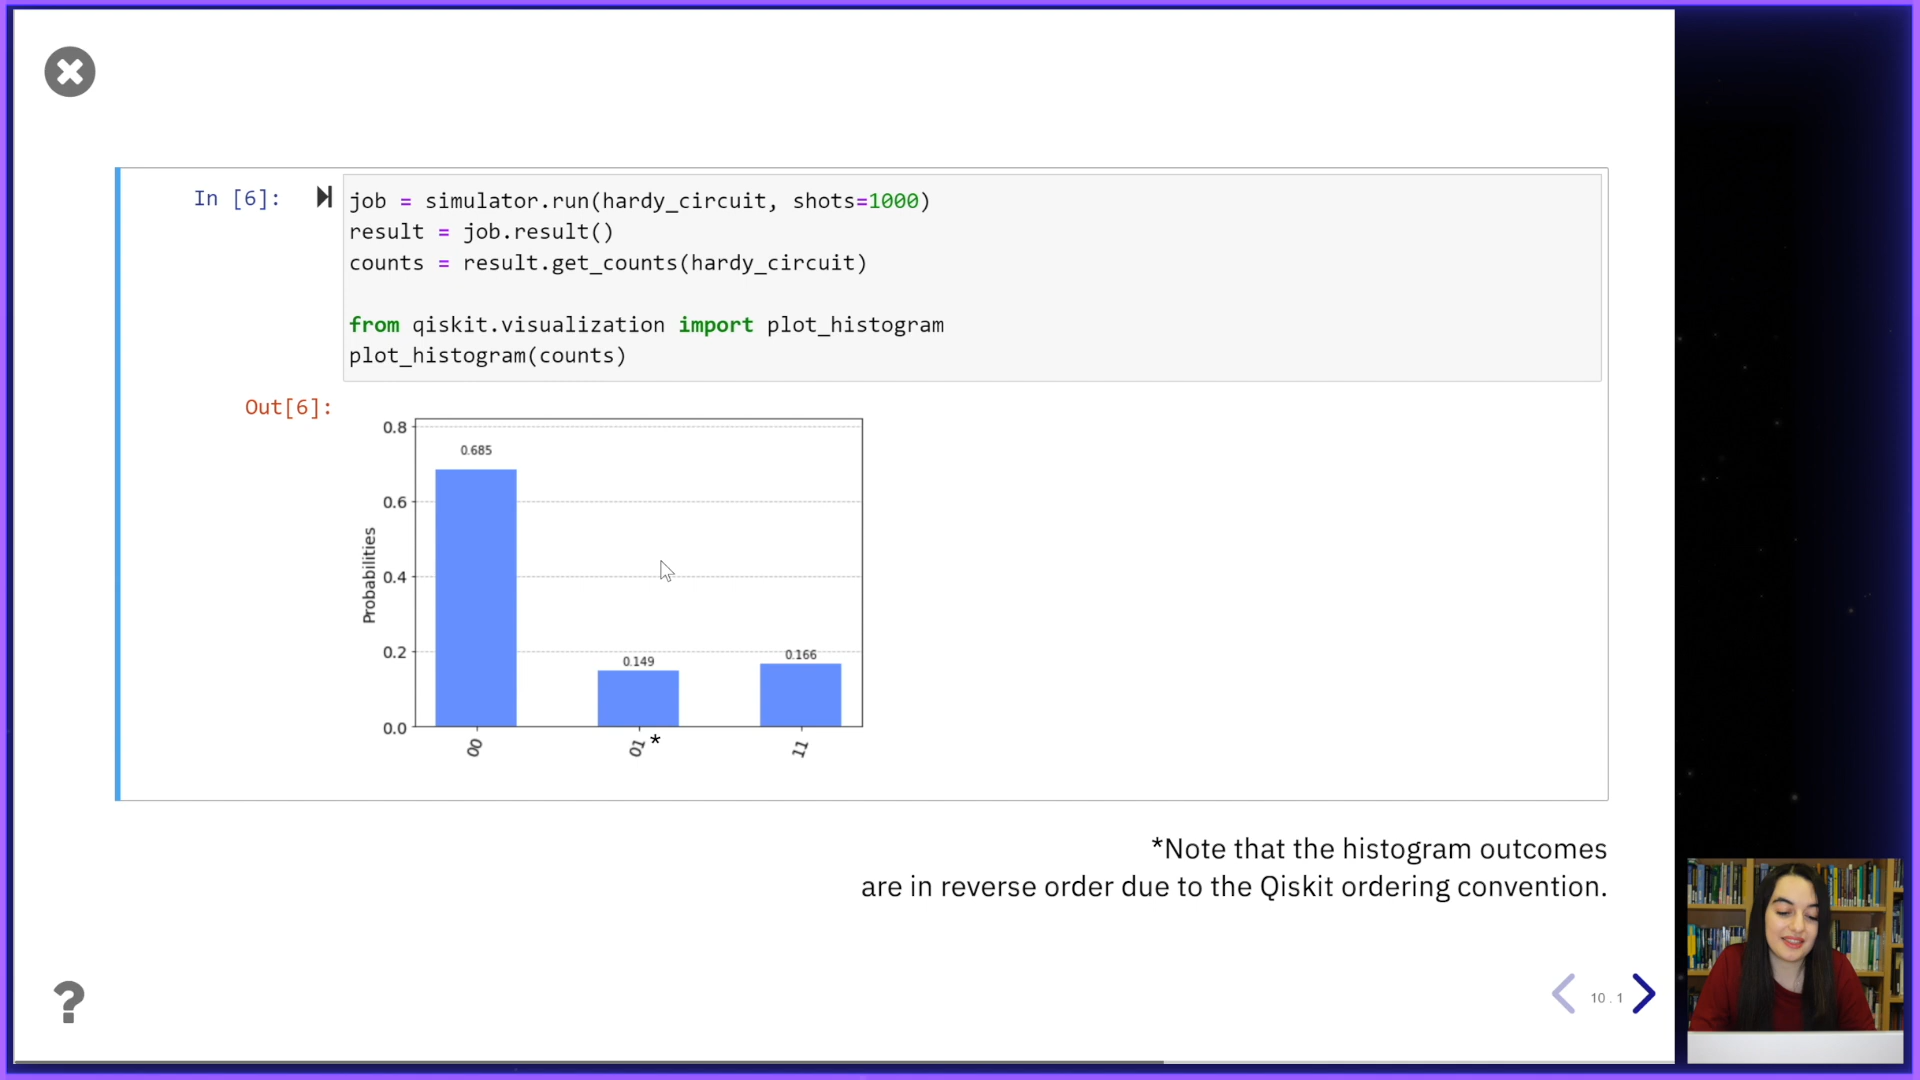 In [6]:
job = simulator.run(hardy_circuit, shots=1000)
result = job.result()
counts = result.get_counts(hardy_circuit)
from qiskit.visualization import plot_histogram
plot_histogram(counts)
Out[6]:
Probabilities
0.8
0.6
0.4
0.2
0.0
0.685
0.149
0.166
00
01 *
11
*Note that the histogram outcomes
are in reverse order due to the Qiskit ordering convention.
?
10.1